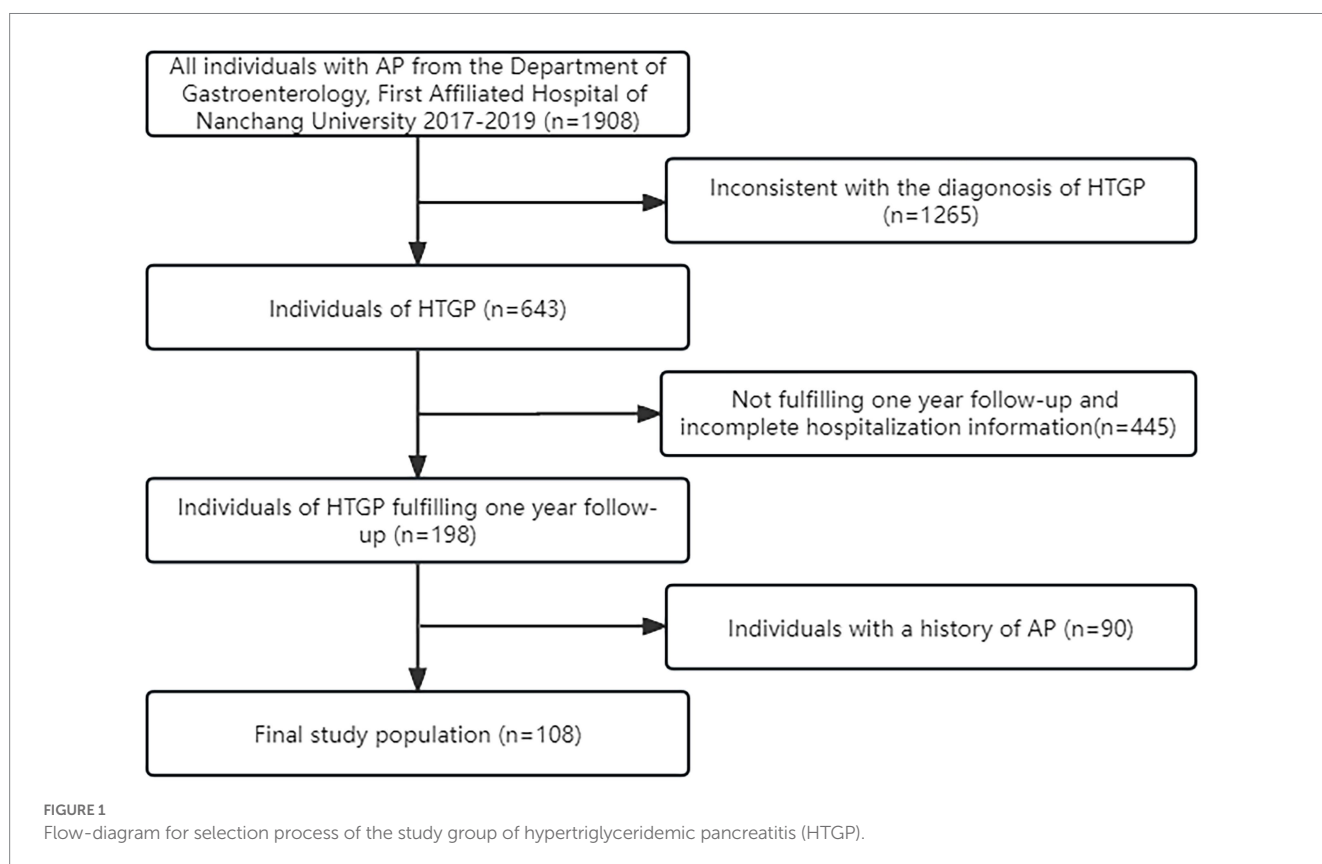 All individuals with AP from the Department of
Gastroenterology, First Affiliated Hospital of
Nanchang University 2017-2019 (n=1908)
Inconsistent with the diagonosis of HTGP
(n=1265)
Individuals of HTGP (n=643)
Not fulfilling one year follow-up and
incomplete hospitalization information(n=445)
Individuals of HTGP fulfilling one year follow-
up (n=198)
Individuals with a history of AP (n=90)
Final study population (n=108)
FIGURE 1
Flow-diagram for selection process of the study group of hypertriglyceridemic pancreatitis (HTGP).